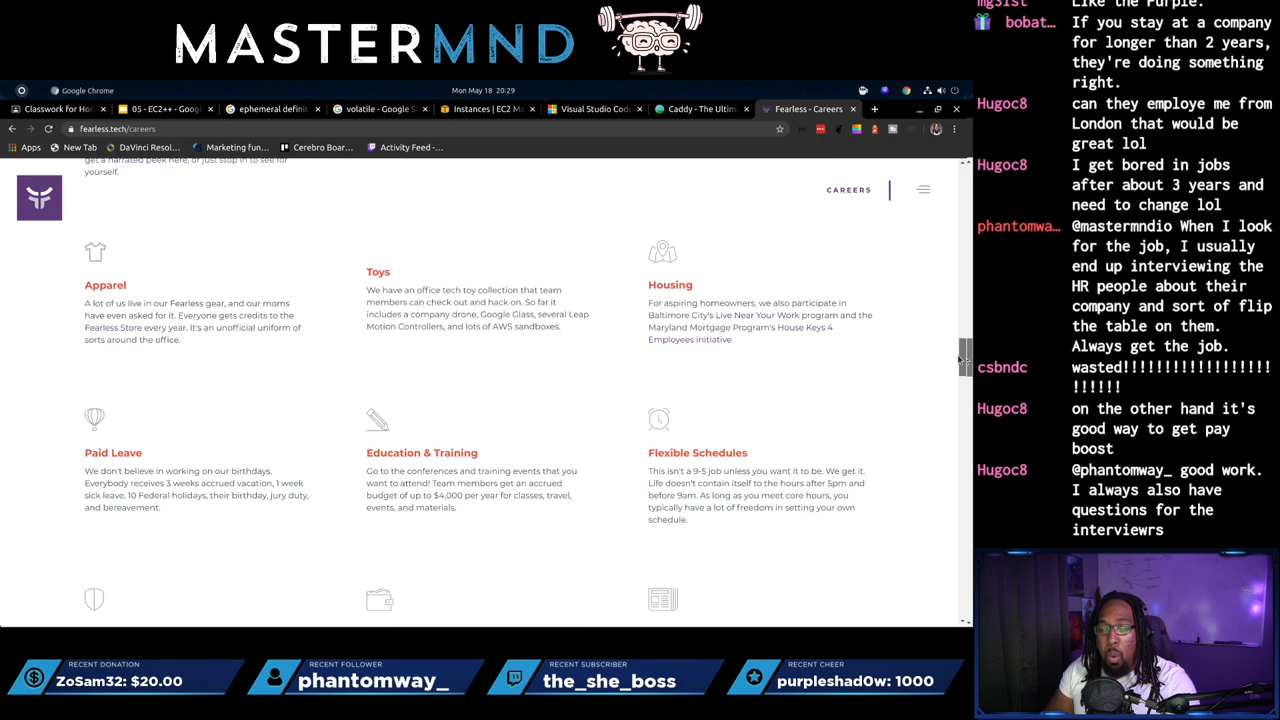 MASTERMND
Google Chrome
Mon May 18 20:29
Classwork for Hor
05 - EC2++ - Goog
ephemeral definit
volatile - Google S
Instances | EC2 Ma
Visual Studio Cod
Caddy - The Ultim
Fearless - Careers
fearless.tech/careers
Apps
New Tab
DaVinci Resol...
Marketing fun...
Cerebro Boar...
Activity Feed -...
get a narrated peek here, or just stop in to see for
yourself.
CAREERS
Apparel
A lot of us live in our Fearless gear, and our moms
have even asked for it. Everyone gets credits to the
Fearless Store every year. It's an unofficial uniform of
sorts around the office.
Toys
We have an office tech toy collection that team
members can check out and hack on. So far it
includes a company drone, Google Glass, several Leap
Motion Controllers, and lots of AWS sandboxes.
Housing
For aspiring homeowners, we also participate in
Baltimore City's Live Near Your Work program and the
Maryland Mortgage Program's House Keys 4
Employees initiative.
Paid Leave
We don't believe in working on our birthdays.
Everybody receives 3 weeks accrued vacation, 1 week
sick leave, 10 Federal holidays, their birthday, jury duty,
and bereavement.
Education & Training
Go to the conferences and training events that you
want to attend! Team members get an accrued
budget of up to $4,000 per year for classes, travel,
events, and materials.
Flexible Schedules
This isn't a 9-5 job unless you want it to be. We get it.
Life doesn't contain itself to the hours after 5pm and
before 9am. As long as you meet core hours, you
typically have a lot of freedom in setting your own
schedule.
mg31st Like the Purple.
bobat... If you stay at a company
for longer than 2 years,
they're doing something
right.
Hugoc8 can they employe me from
London that would be
great lol
Hugoc8 I get bored in jobs
after about 3 years and
need to change lol
phantomwa... @mastermndio When I look
for the job, I usually
end up interviewing the
HR people about their
company and sort of flip
the table on them.
Always get the job.
csbndc wasted!!!!!!!!!!!!!!!!!!
!!!!!!
Hugoc8 on the other hand it's
good way to get pay
boost
Hugoc8 @phantomway_ good work.
I always also have
questions for the
interviewrs
RECENT DONATION
ZoSam32: $20.00
RECENT FOLLOWER
phantomway_
RECENT SUBSCRIBER
the_she_boss
RECENT CHEER
purpleshad0w: 1000